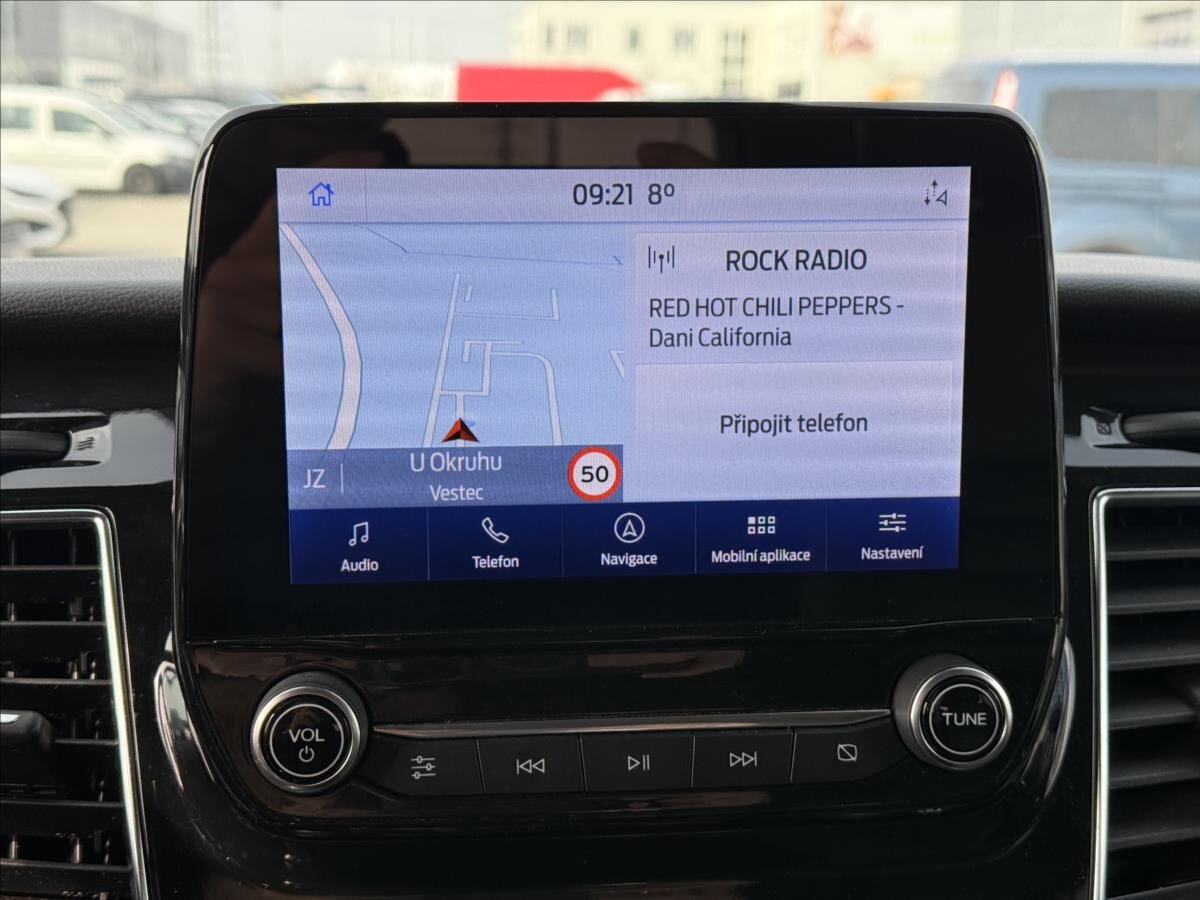 09:21 8°
ROCK RADIO
RED HOT CHILI PEPPERS -
Dani California
Připojit telefon
JZ
U Okruhu
Vestec
50
Audio
Telefon
Navigace
Mobilní aplikace
Nastavení
VOL
TUNE